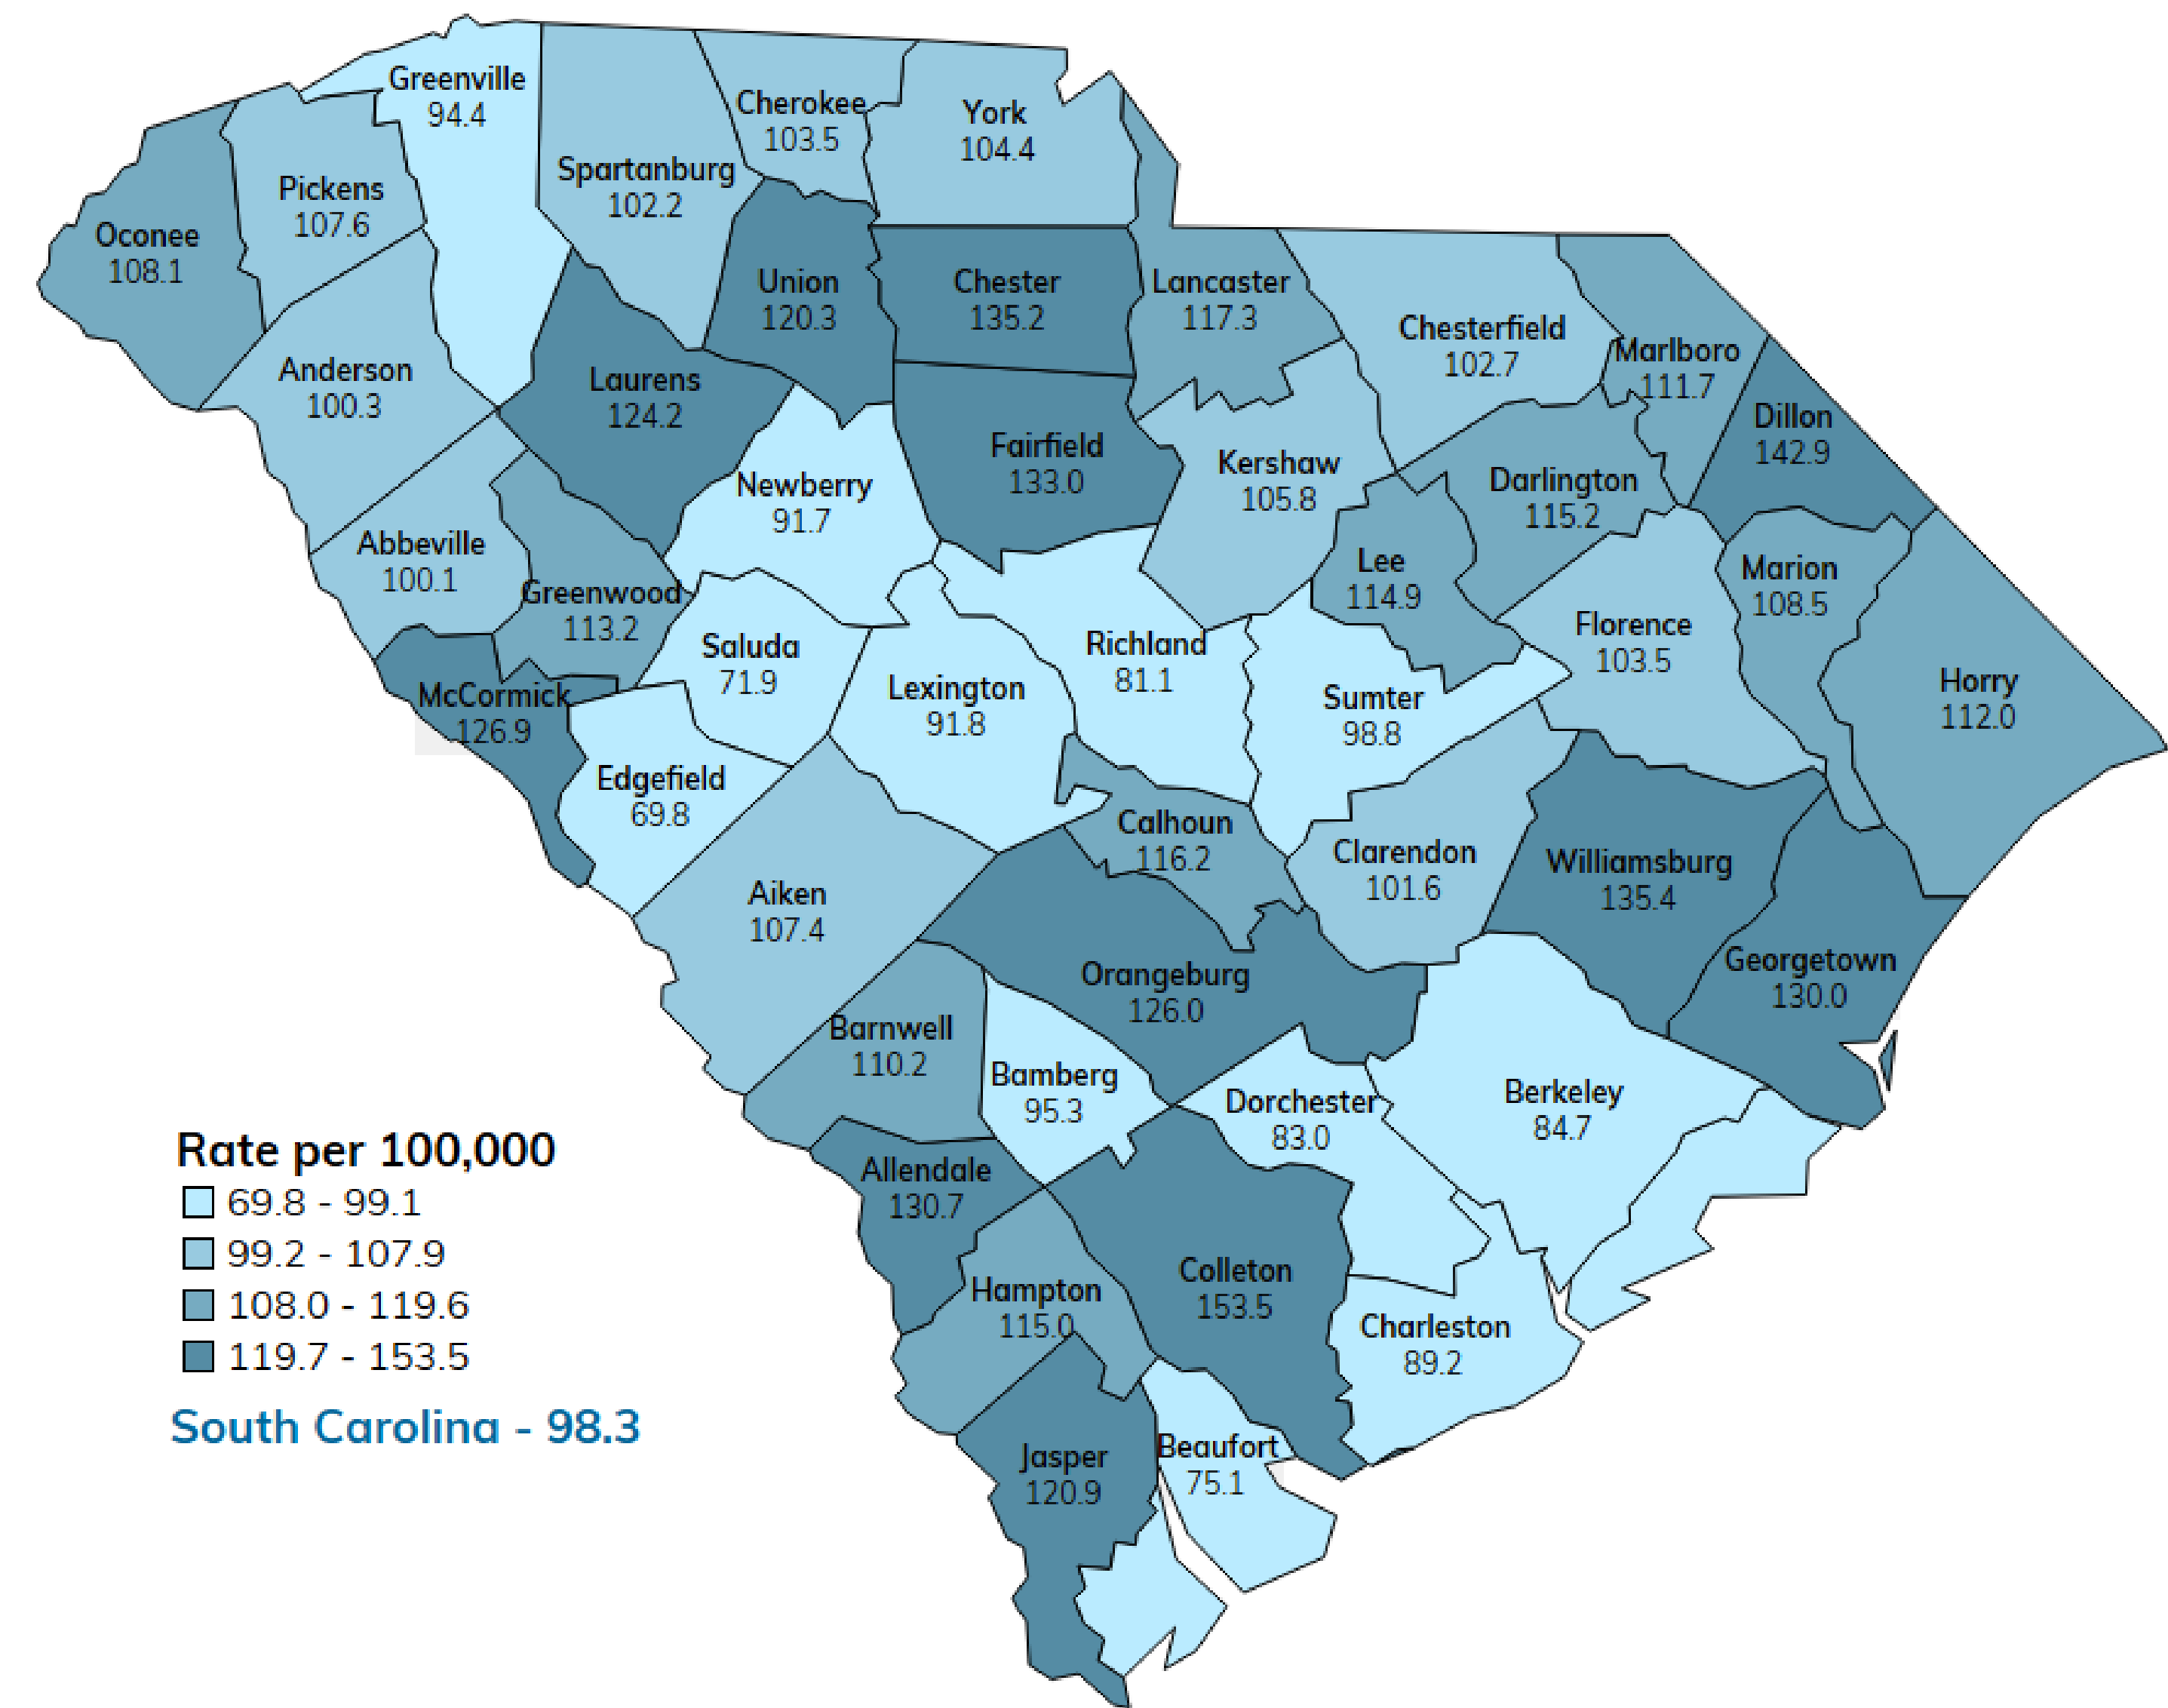 Greenville
94.4
Cherokee
103.5
York
104.4
Spartanburg
102.2
Pickens
107.6
Oconee
108.1
Union
120.3
Chester
135.2
Lancaster
117.3
Chesterfield
102.7
Marlboro
111.7
Anderson
100.3
Laurens
124.2
Dillon
142.9
Fairfield
133.0
Kershaw
105.8
Newberry
91.7
Darlington
115.2
Abbeville
100.1
Lee
114.9
Marion
108.5
Greenwood
113.2
Florence
103.5
Saluda
71.9
Richland
81.1
Lexington
91.8
McCormick
126.9
Sumter
98.8
Horry
112.0
Edgefield
69.8
Calhoun
116.2
Clarendon
101.6
Williamsburg
135.4
Aiken
107.4
Orangeburg
126.0
Georgetown
130.0
Barnwell
110.2
Bamberg
95.3
Dorchester
83.0
Berkeley
84.7
Allendale
130.7
Colleton
153.5
Hampton
115.0
Charleston
89.2
Beaufort
75.1
Jasper
120.9
Rate per 100,000
69.8 - 99.1
99.2 - 107.9
108.0 - 119.6
119.7 - 153.5
South Carolina - 98.3